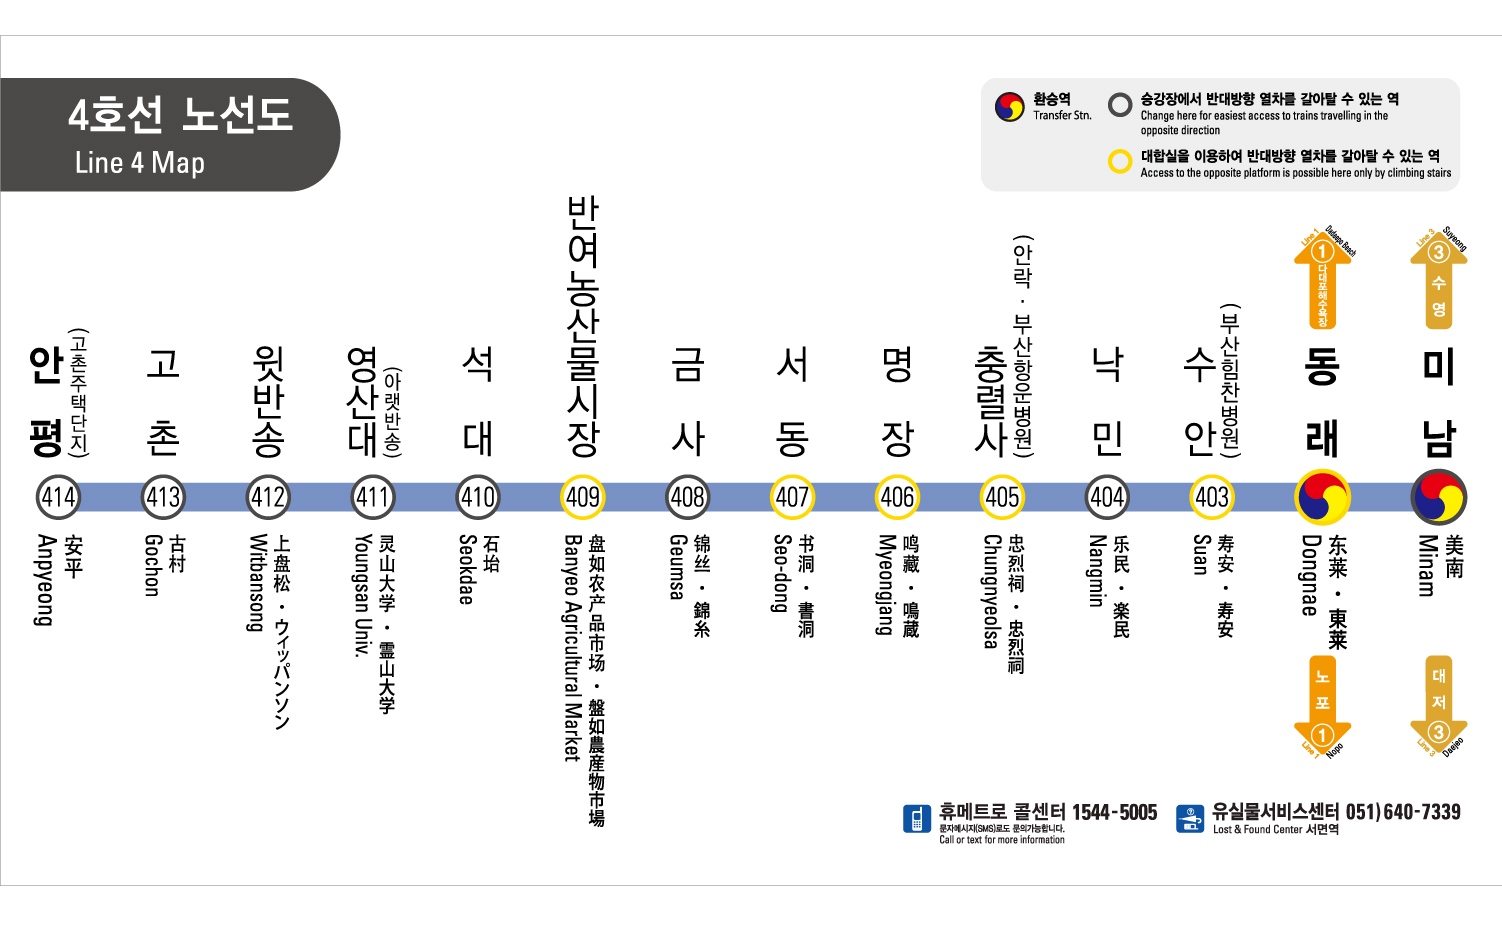 4호선 노선도
Line 4 Map
환승역
Transfer Stn.
승강장에서 반대방향 열차를 갈아탈 수 있는 역
Change here for easiest access to trains travelling in the
opposite direction
대합실을 이용하여 반대방향 열차를 갈아탈 수 있는 역
Access to the opposite platform is possible here only by climbing stairs
안평
(고촌주택단지)
414
安平
Anpyeong
고촌
413
古村
Gochon
윗반송
412
上盘松 · ウィッパンソン
Witbansong
영산대
(아랫반송)
411
灵山大学 · 霊山大学
Youngsan Univ.
석대
410
石坮
Seokdae
반여농산물시장
409
盘如农产品市场 · 盤如農産物市場
Banyeo Agricultural Market
금사
408
锦丝 · 錦糸
Geumsa
서동
407
书洞 · 書洞
Seo-dong
명장
406
鸣藏 · 鳴蔵
Myeongjang
충렬사
(안락 · 부산항운병원)
405
忠烈祠 · 忠烈祠
Chungnyeolsa
낙민
404
乐民 · 楽民
Nangmin
수안
(부산힘찬병원)
403
寿安 · 寿安
Suan
Line 1
Dadaepo Beach
1
다대포해수욕장
동래
东莱 · 東莱
Dongnae
노포
1
Line 1
Nopo
Line 3
Suyeong
3
수영
미남
美南
Minam
대저
3
Line 3
Daejeo
휴메트로 콜센터 1544-5005
문자메시지(SMS)로도 문의가능합니다.
Call or text for more information
유실물서비스센터 051)640-7339
Lost & Found Center 서면역